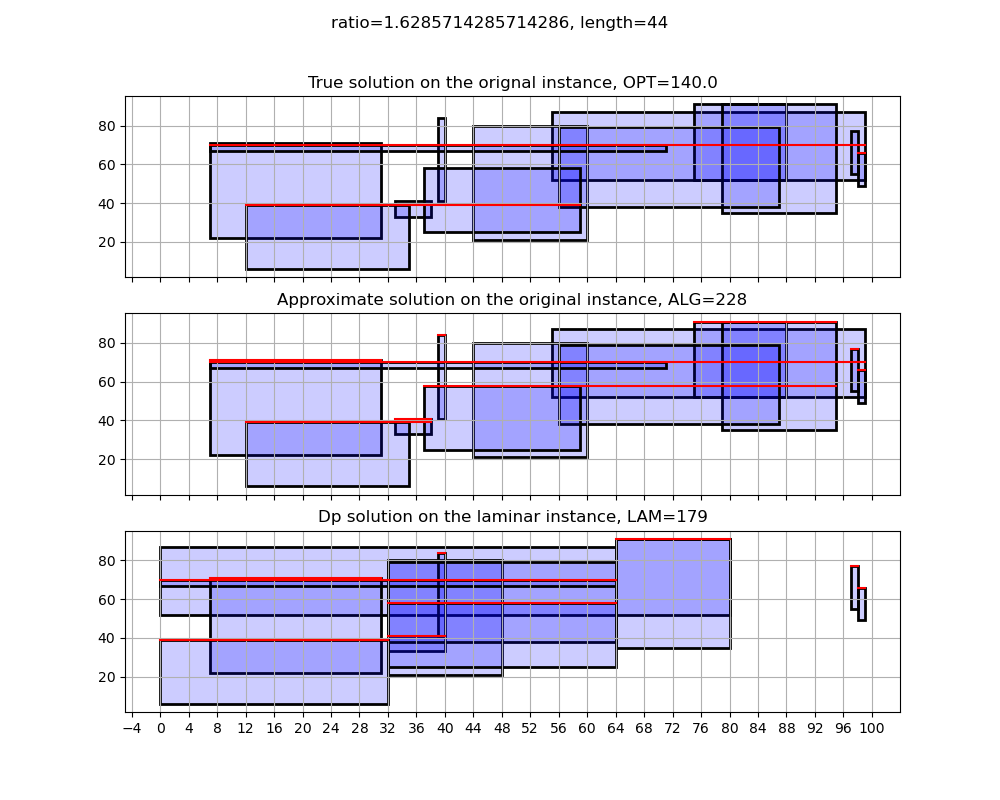 ratio=1.6285714285714286, length=44
True solution on the orignal instance, OPT=140.0
80
60
40
20
Approximate solution on the original instance, ALG=228
80
60
40
20
Dp solution on the laminar instance, LAM=179
80
60
40
20
−4 0 4 8 12 16 20 24 28 32 36 40 44 48 52 56 60 64 68 72 76 80 84 88 92 96 100